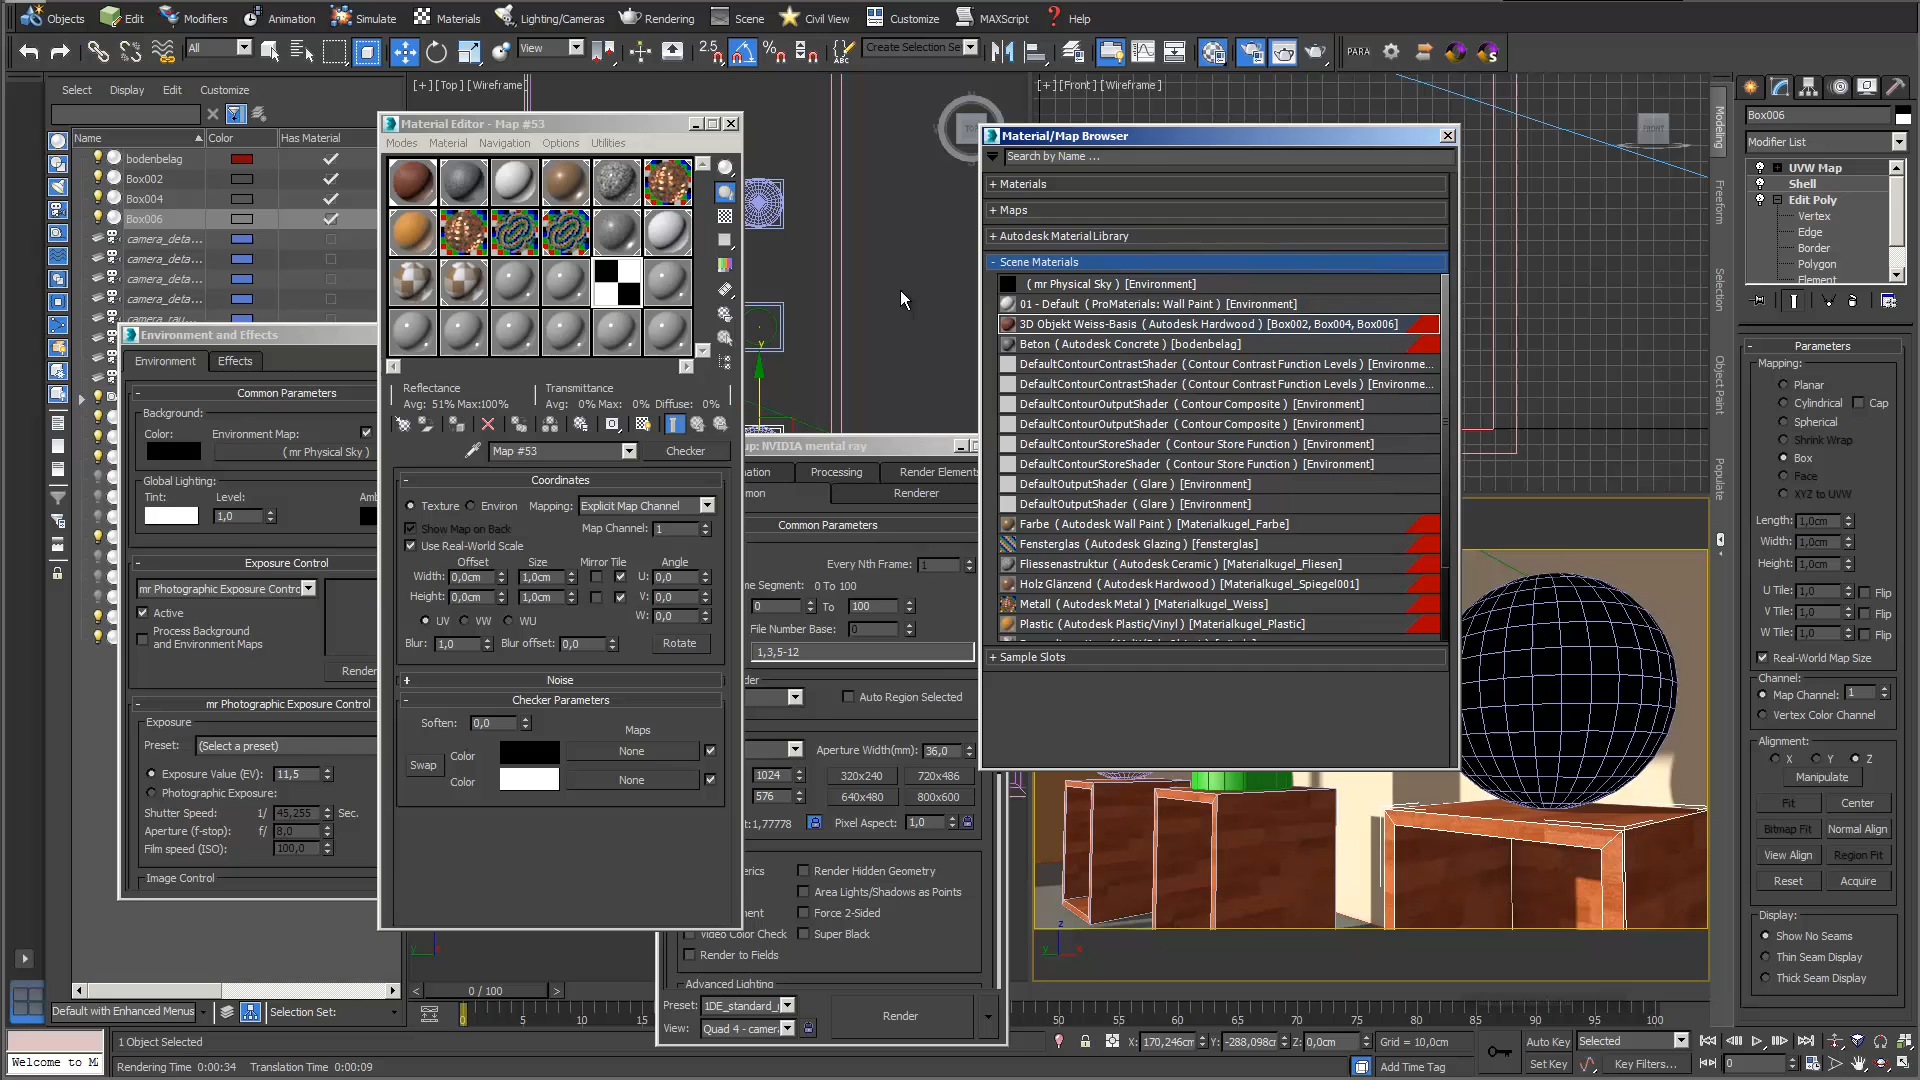 Objects Edit Modifiers Animation Simulate Materials Lighting/Cameras Rendering Scene Civil View Customize MAXScript Help
All View 2.5 Create Selection Se PARA
Select Display Edit Customize
Name Color Has Material
bodenbelag
Box002
Box004
Box006
camera_deta...
camera_deta...
camera_deta...
camera_deta...
[+] [Top] [Wireframe]
[+] [Front] [Wireframe]
TOP
FRONT
Environment and Effects
Environment Effects
Common Parameters
Background:
Color: Environment Map:
( mr Physical Sky )
Global Lighting:
Tint: Level:
1,0
Exposure Control
mr Photographic Exposure Contro
Active
Process Background
and Environment Maps
Render
mr Photographic Exposure Control
Exposure
Preset: (Select a preset)
Exposure Value (EV): 11,5
Photographic Exposure:
Shutter Speed: 1/ 45,255 Sec.
Aperture (f-stop): f/ 8,0
Film speed (ISO): 100,0
Image Control
Material Editor - Map #53
Modes Material Navigation Options Utilities
Reflectance Transmittance
Avg: 51% Max:100% Avg: 0% Max: 0% Diffuse: 0%
Map #53 Checker
Coordinates
Texture Environ Mapping: Explicit Map Channel
Show Map on Back Map Channel: 1
Use Real-World Scale
Offset Size Mirror Tile Angle
Width: 0,0cm 1,0cm U: 0,0
Height: 0,0cm 1,0cm V: 0,0
UV VW WU W: 0,0
Blur: 1,0 Blur offset: 0,0 Rotate
Noise
Checker Parameters
Soften: 0,0 Maps
Swap Color None
Color None
up: NVIDIA mental ray
Processing Render Elements
Renderer
Common Parameters
Every Nth Frame: 1
me Segment: 0 To 100
0 To 100
File Number Base: 0
1,3,5-12
Auto Region Selected
Aperture Width(mm): 36,0
1024 320x240 720x486
576 640x480 800x600
1,77778 Pixel Aspect: 1,0
Render Hidden Geometry
Area Lights/Shadows as Points
Force 2-Sided
Video Color Check Super Black
Render to Fields
Advanced Lighting
Preset: 1DE_standard_
View: Quad 4 - camer Render
Material/Map Browser
Search by Name ...
+ Materials
+ Maps
+ Autodesk Material Library
- Scene Materials
( mr Physical Sky ) [Environment]
01 - Default ( ProMaterials: Wall Paint ) [Environment]
3D Objekt Weiss-Basis ( Autodesk Hardwood ) [Box002, Box004, Box006]
Beton ( Autodesk Concrete ) [bodenbelag]
DefaultContourContrastShader ( Contour Contrast Function Levels ) [Environme...
DefaultContourContrastShader ( Contour Contrast Function Levels ) [Environme...
DefaultContourOutputShader ( Contour Composite ) [Environment]
DefaultContourOutputShader ( Contour Composite ) [Environment]
DefaultContourStoreShader ( Contour Store Function ) [Environment]
DefaultContourStoreShader ( Contour Store Function ) [Environment]
DefaultOutputShader ( Glare ) [Environment]
DefaultOutputShader ( Glare ) [Environment]
Farbe ( Autodesk Wall Paint ) [Materialkugel_Farbe]
Fensterglas ( Autodesk Glazing ) [fensterglas]
Fliessenastruktur ( Autodesk Ceramic ) [Materialkugel_Fliesen]
Holz Glänzend ( Autodesk Hardwood ) [Materialkugel_Spiegel001]
Metall ( Autodesk Metal ) [Materialkugel_Weiss]
Plastic ( Autodesk Plastic/Vinyl ) [Materialkugel_Plastic]
+ Sample Slots
Modeling
Freeform
Selection
Object Paint
Populate
Box006
Modifier List
UVW Map
Shell
Edit Poly
Vertex
Edge
Border
Polygon
Element
Parameters
Mapping:
Planar
Cylindrical Cap
Spherical
Shrink Wrap
Box
Face
XYZ to UVW
Length: 1,0cm
Width: 1,0cm
Height: 1,0cm
U Tile: 1,0 Flip
V Tile: 1,0 Flip
W Tile: 1,0 Flip
Real-World Map Size
Channel:
Map Channel: 1
Vertex Color Channel
Alignment:
X Y Z
Manipulate
Fit Center
Bitmap Fit Normal Align
View Align Region Fit
Reset Acquire
Display:
Show No Seams
Thin Seam Display
Thick Seam Display
0 / 100
Default with Enhanced Menus Selection Set:
0 5 10 15 50 55 60 65 70 75 80 85 90 95 100
1 Object Selected X: 170,246cm Y: -288,098c Z: 0,0cm Grid = 10,0cm Auto Key Selected
Welcome to M Rendering Time 0:00:34 Translation Time 0:00:09 Add Time Tag Set Key Key Filters... 0